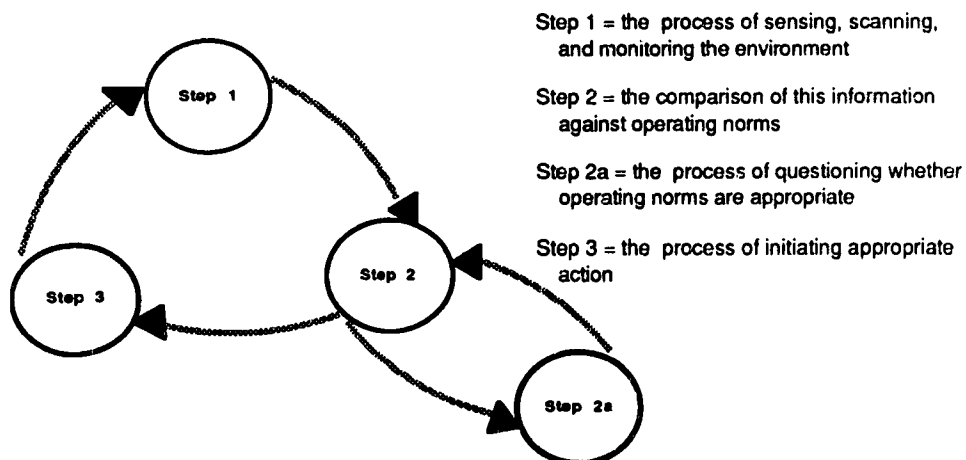 Step 1 = the process of sensing, scanning,
and monitoring the environment
Step 2 = the comparison of this information
against operating norms
Step 2a = the process of questioning whether
operating norms are appropriate
Step 3 = the process of initiating appropriate
action
Step 1
Step 2
Step 3
Step 2a